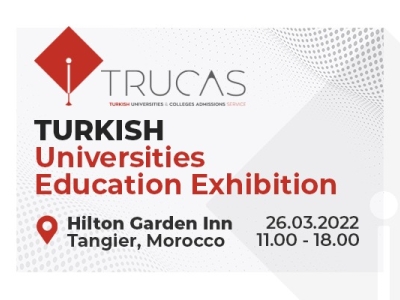 TRUCAS
TURKISH UNIVERSITIES & COLLEGES ADMISSIONS SERVICE
TURKISH
Universities
Education Exhibition
Hilton Garden Inn 26.03.2022
Tangier, Morocco 11.00 - 18.00